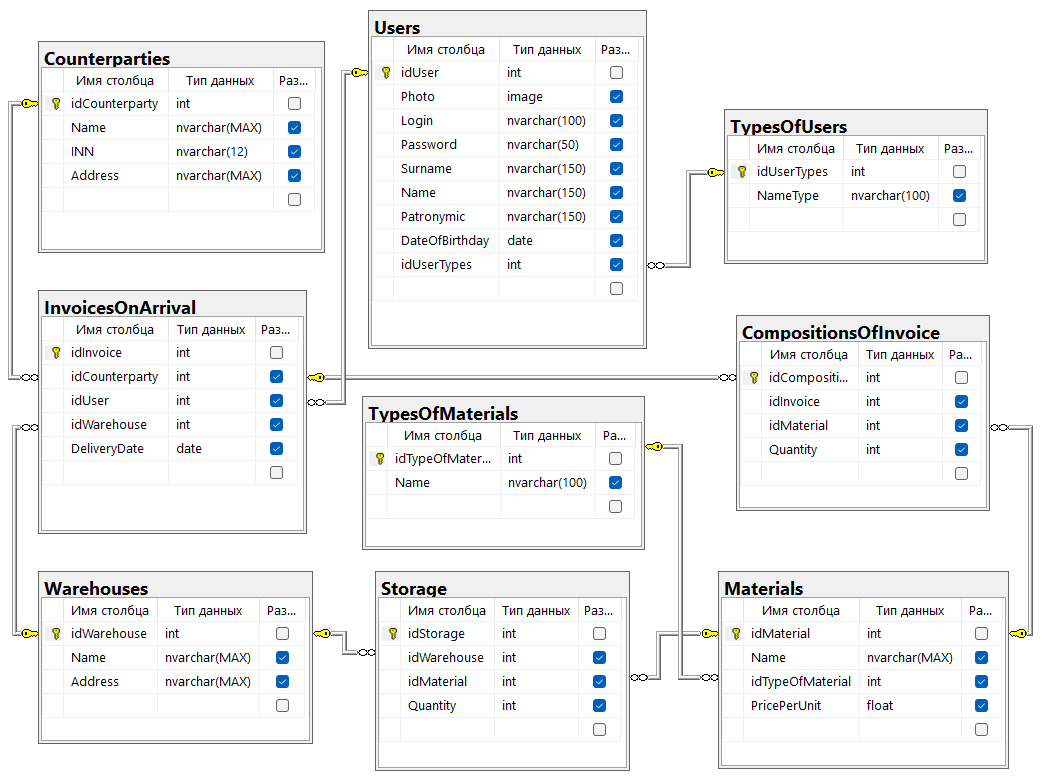 Counterparties
Имя столбца Тип данных Раз...
idCounterparty int
Name nvarchar(MAX)
INN nvarchar(12)
Address nvarchar(MAX)
Users
Имя столбца Тип данных Раз...
idUser int
Photo image
Login nvarchar(100)
Password nvarchar(50)
Surname nvarchar(150)
Name nvarchar(150)
Patronymic nvarchar(150)
DateOfBirthday date
idUserTypes int
TypesOfUsers
Имя столбца Тип данных Раз...
idUserTypes int
NameType nvarchar(100)
InvoicesOnArrival
Имя столбца Тип данных Раз...
idInvoice int
idCounterparty int
idUser int
idWarehouse int
DeliveryDate date
CompositionsOfInvoice
Имя столбца Тип данных Ра...
idCompositi... int
idInvoice int
idMaterial int
Quantity int
TypesOfMaterials
Имя столбца Тип данных Ра...
idTypeOfMater... int
Name nvarchar(100)
Warehouses
Имя столбца Тип данных Раз...
idWarehouse int
Name nvarchar(MAX)
Address nvarchar(MAX)
Storage
Имя столбца Тип данных Раз...
idStorage int
idWarehouse int
idMaterial int
Quantity int
Materials
Имя столбца Тип данных Ра...
idMaterial int
Name nvarchar(MAX)
idTypeOfMaterial int
PricePerUnit float